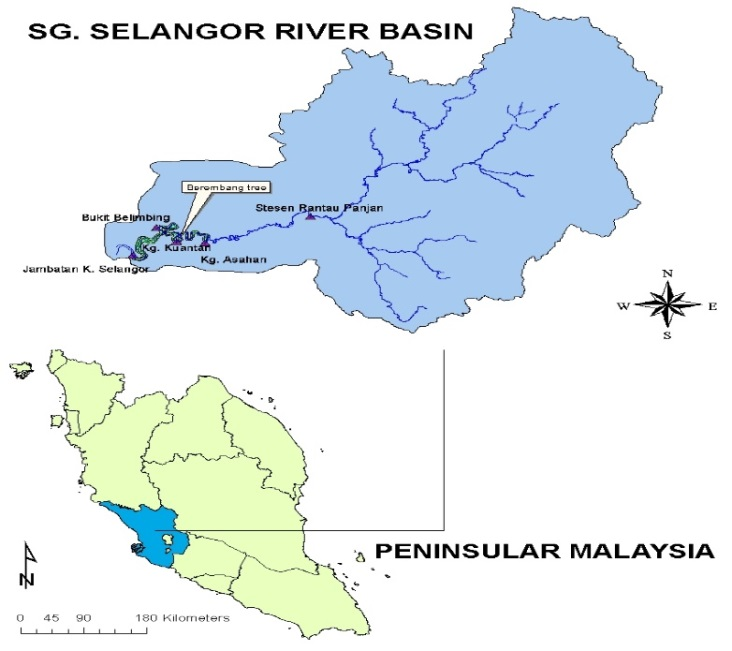 SG. SELANGOR RIVER BASIN
Berembang tree
Stesen Rantau Panjan
Bukit Belimbing
Kg. Kuantan
Kg. Asahan
Jambatan K. Selangor
N
W E
S
PENINSULAR MALAYSIA
N
0 45 90 180 Kilometers